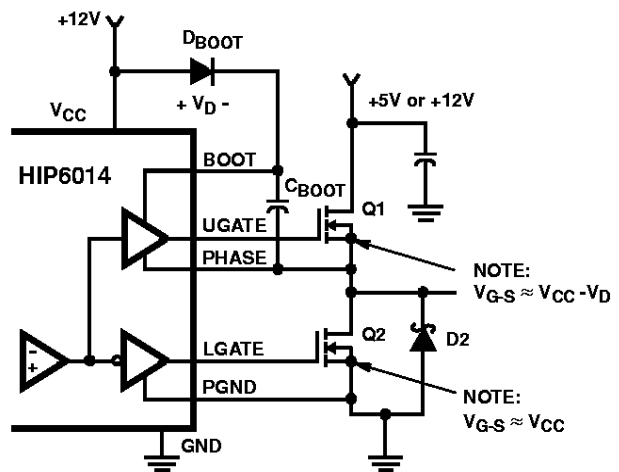 +12V
DBOOT
+ VD -
VCC
+5V or +12V
HIP6014
BOOT
CBOOT
Q1
UGATE
PHASE
NOTE:
VG-S ≈ VCC -VD
- +
Q2
LGATE
D2
PGND
NOTE:
VG-S ≈ VCC
GND